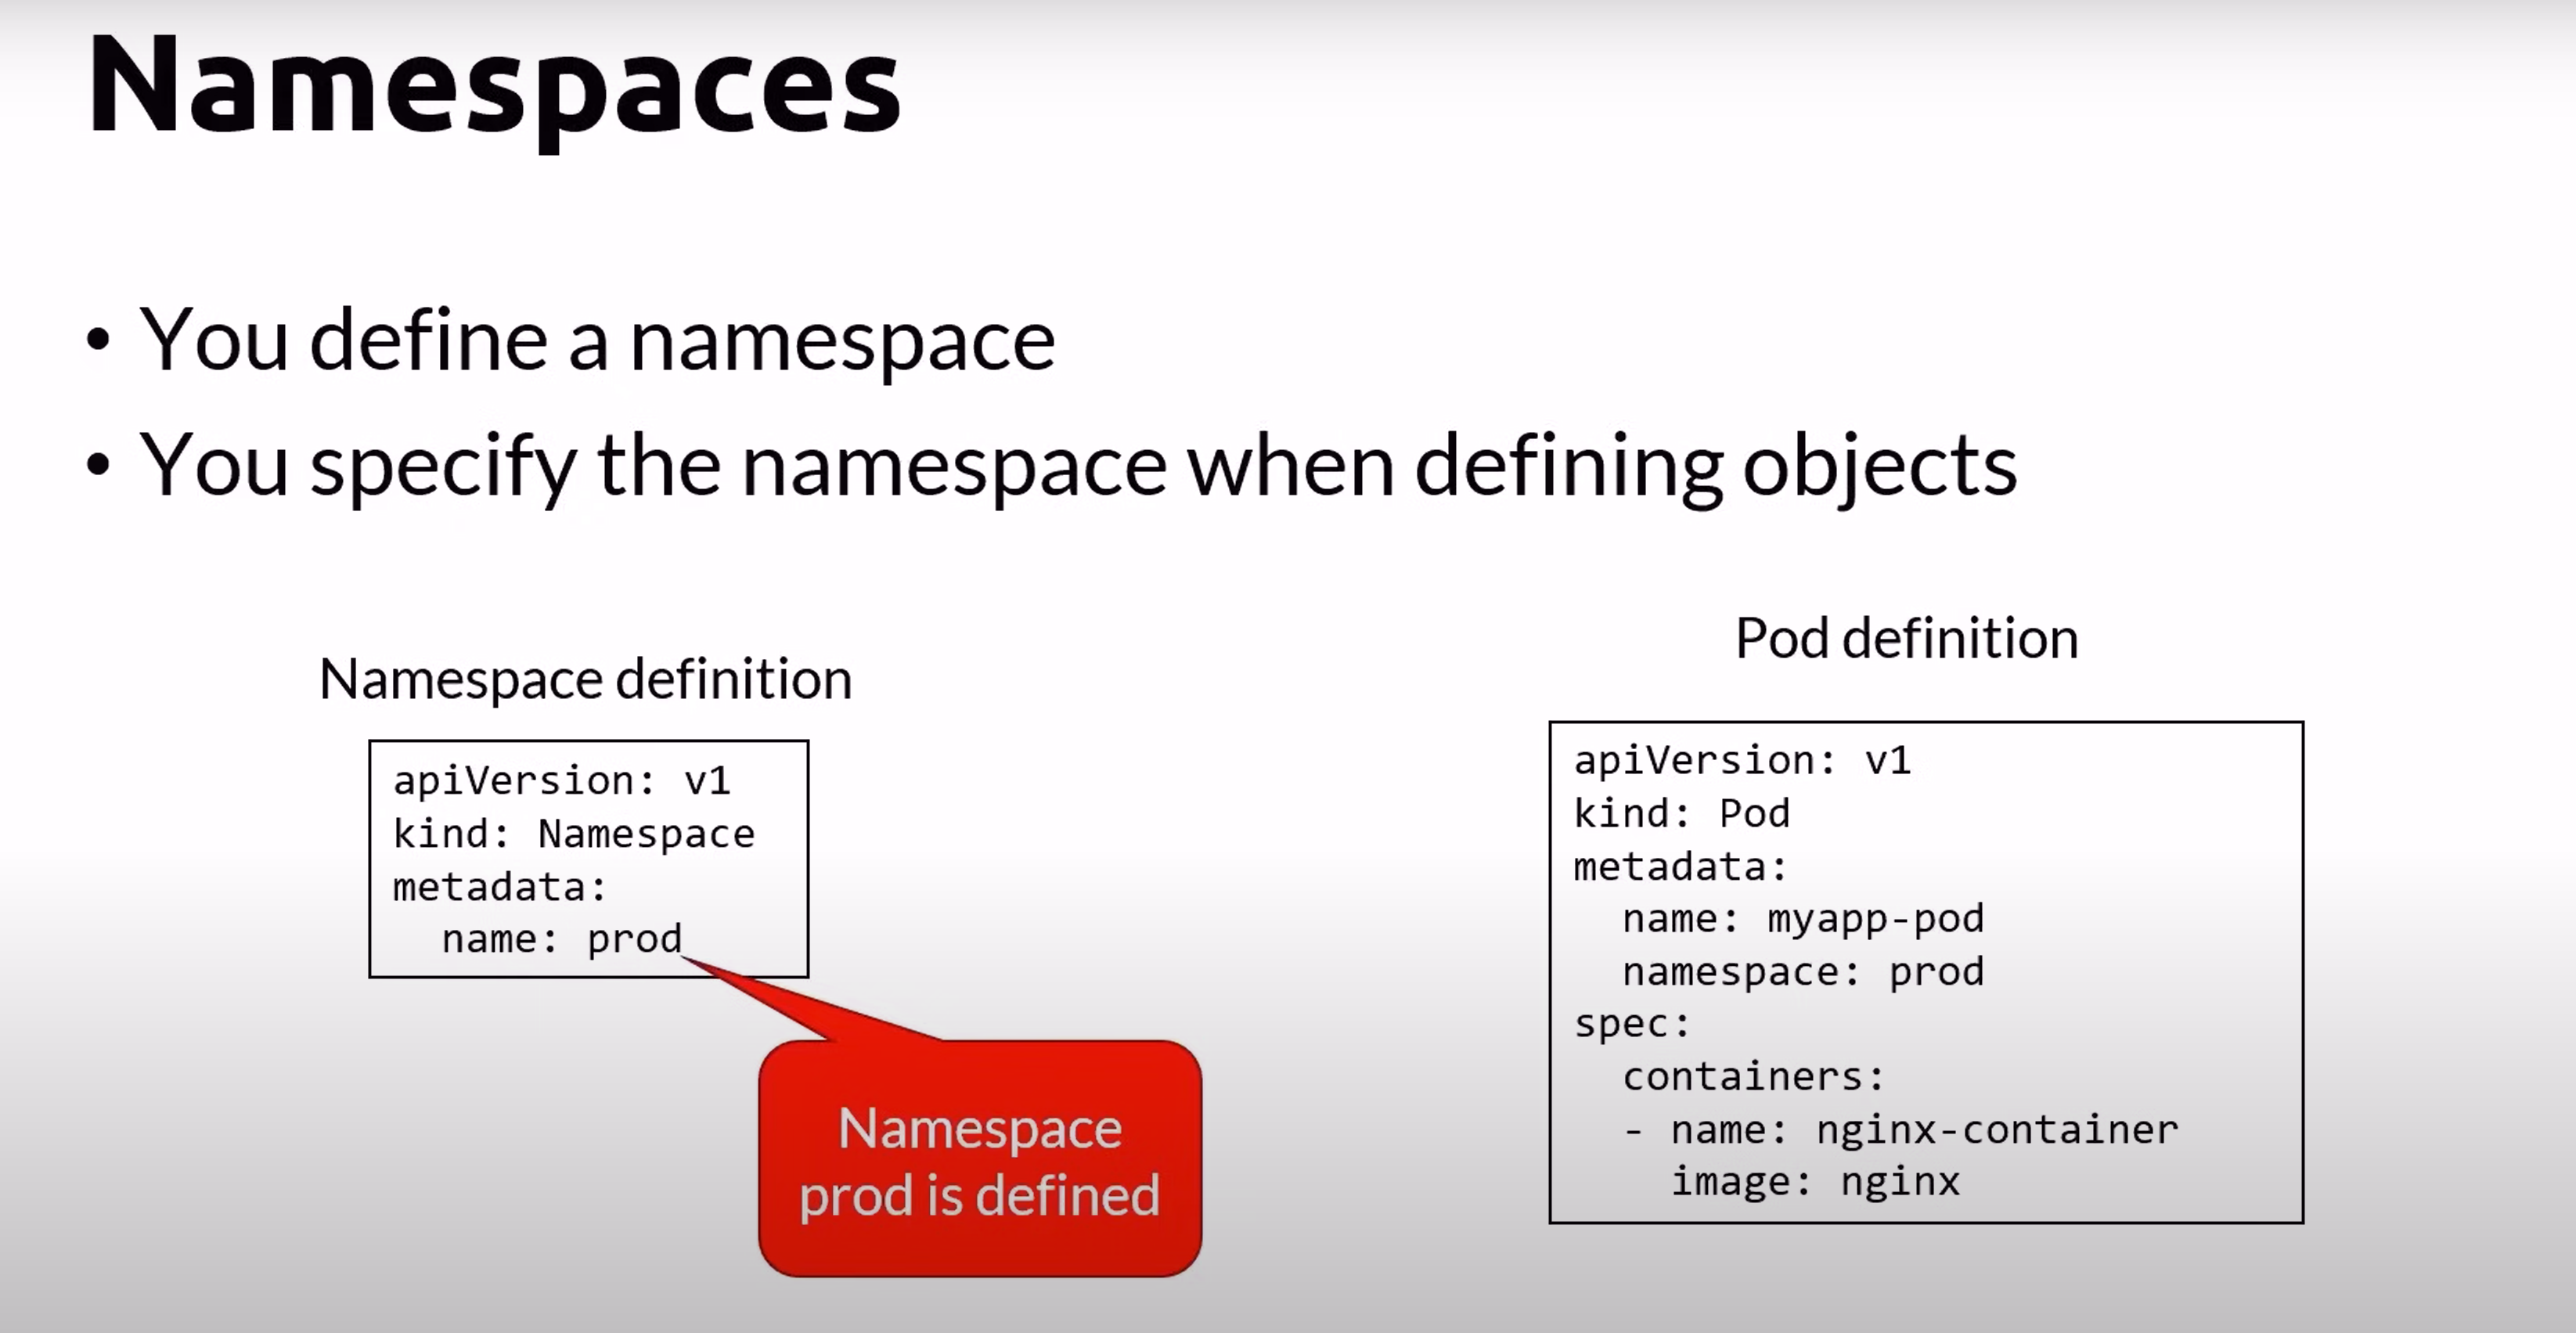 Namespaces
• You define a namespace
• You specify the namespace when defining objects
Namespace definition
apiVersion: v1
kind: Namespace
metadata:
  name: prod
Namespace
prod is defined
Pod definition
apiVersion: v1
kind: Pod
metadata:
  name: myapp-pod
  namespace: prod
spec:
  containers:
  - name: nginx-container
    image: nginx